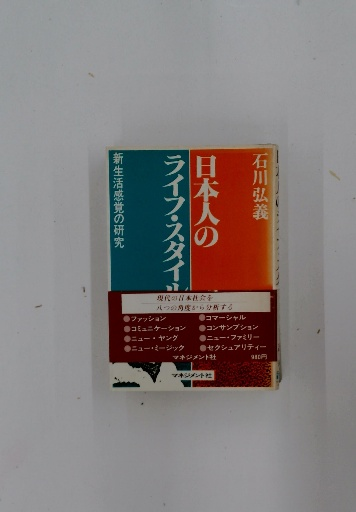 石川弘義
日本人の
ライフ・スタイル
新生活感覚の研究
現代の日本社会を
八つの角度から分析する
●ファッション
●コミュニケーション
●ニュー・ヤング
●ニュー・ミュージック
●コマーシャル
●コンサンプション
●ニュー・ファミリー
●セクシュアリティー
マネジメント社
980円
マネジメント社